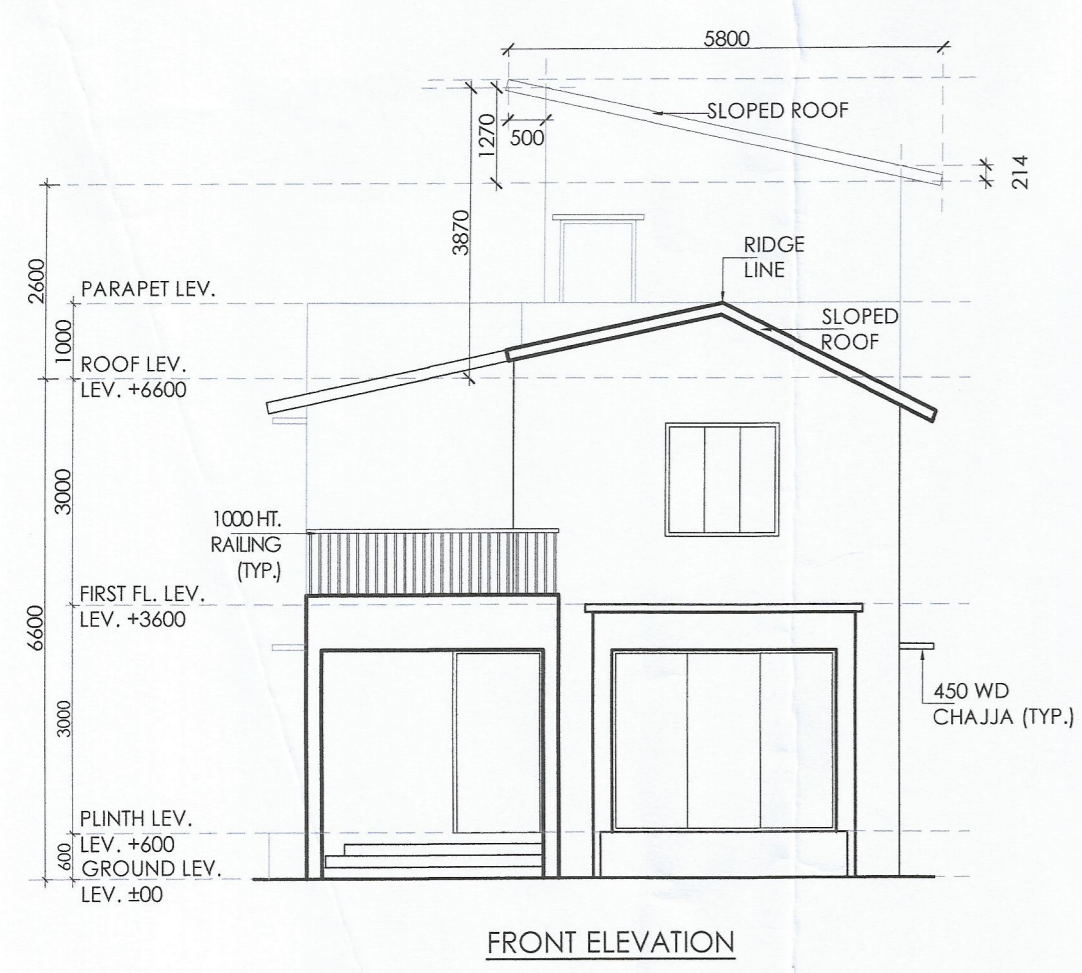 5800
SLOPED ROOF
1270
500
214
3870
RIDGE
LINE
2600
PARAPET LEV.
SLOPED
ROOF
1000
ROOF LEV.
LEV. +6600
3000
1000 HT.
RAILING
(TYP.)
FIRST FL. LEV.
LEV. +3600
6600
450 WD
CHAJJA (TYP.)
3000
PLINTH LEV.
LEV. +600
600
GROUND LEV.
LEV. ±00
FRONT ELEVATION